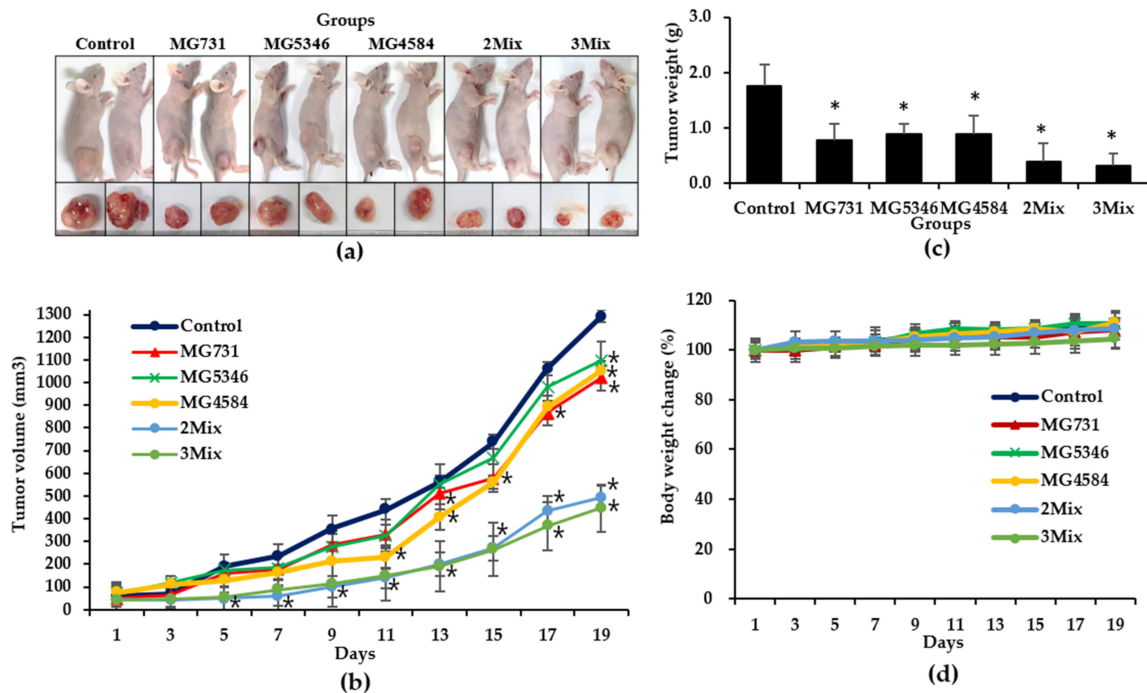 Groups
Control MG731 MG5346 MG4584 2Mix 3Mix
(a)
Tumor weight (g)
3.0
2.0
1.0
0.0
* * * * *
Control MG731 MG5346 MG4584 2Mix 3Mix
Groups
(c)
Tumor volume (mm3)
1300
1200
1100
1000
900
800
700
600
500
400
300
200
100
0
Control
MG731
MG5346
MG4584
2Mix
3Mix
* * * * * * * * * * * * * * * * * *
1 3 5 7 9 11 13 15 17 19
Days
(b)
Body weight change (%)
120
100
80
60
40
20
0
Control
MG731
MG5346
MG4584
2Mix
3Mix
1 3 5 7 9 11 13 15 17 19
Days
(d)